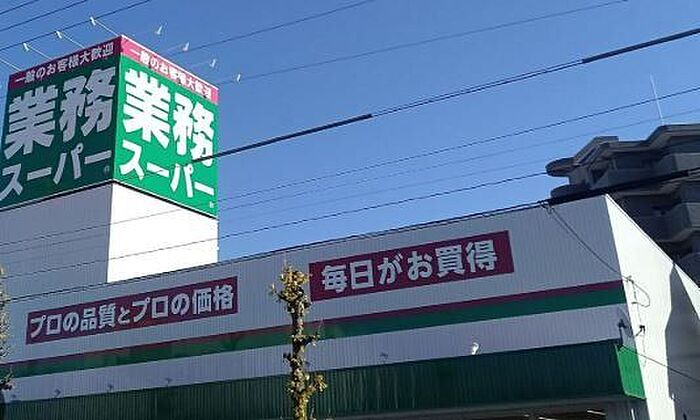 一般のお客様大歓迎
業務
スーパー
一般のお客様大歓迎
業務
スーパー
プロの品質とプロの価格
毎日がお買得